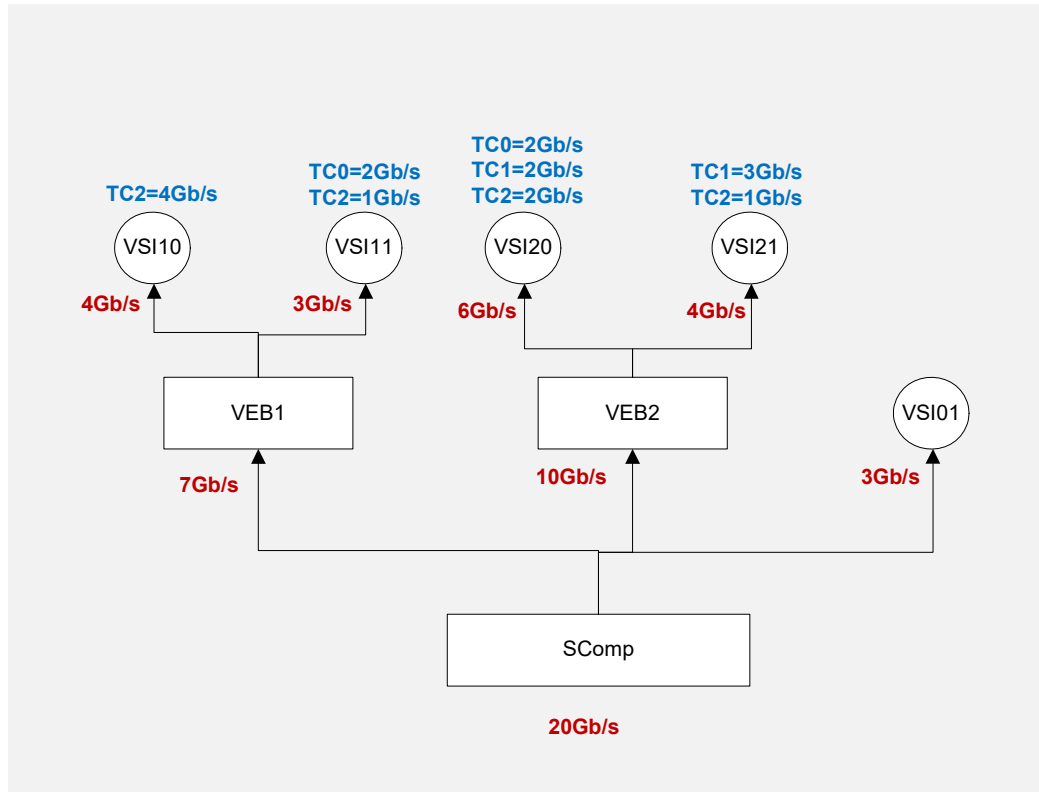 TC0=2Gb/s
TC1=2Gb/s
TC2=2Gb/s
TC0=2Gb/s
TC2=1Gb/s
TC1=3Gb/s
TC2=1Gb/s
TC2=4Gb/s
VSI10
VSI11
VSI20
VSI21
4Gb/s
3Gb/s
6Gb/s
4Gb/s
VEB1
VEB2
VSI01
7Gb/s
10Gb/s
3Gb/s
SComp
20Gb/s